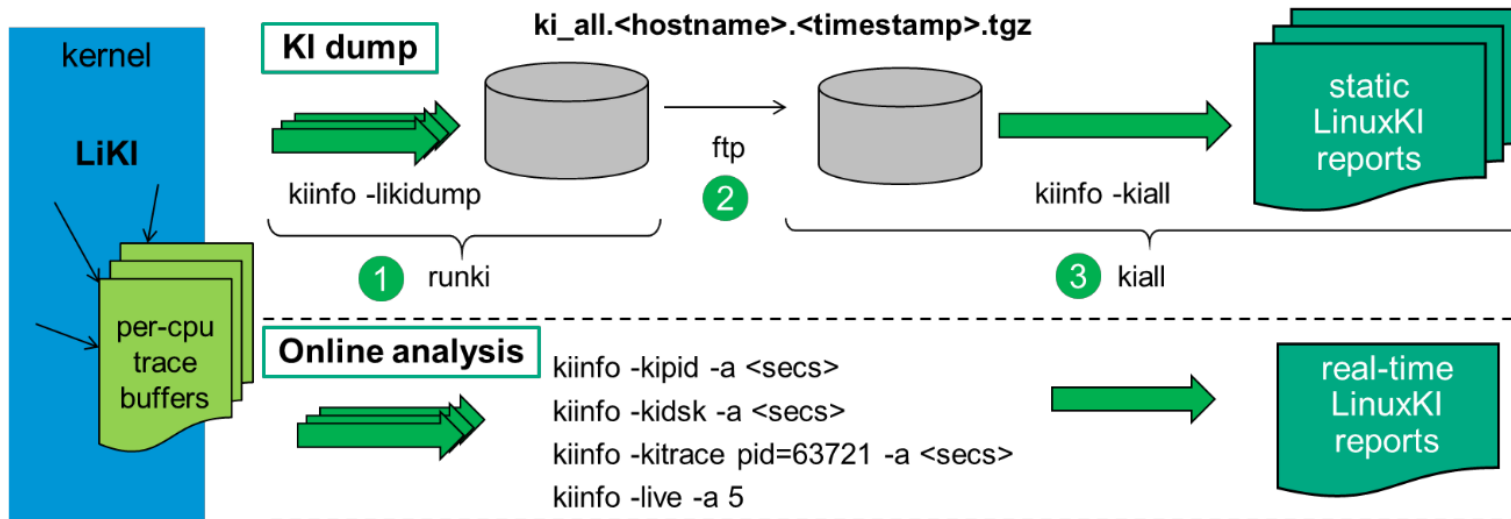 kernel
LiKI
per-cpu
trace
buffers
KI dump
ki_all.<hostname>.<timestamp>.tgz
kiinfo -likidump
ftp
2
kiinfo -kiall
static
LinuxKI
reports
1 runki
3 kiall
Online analysis
kiinfo -kipid -a <secs>
kiinfo -kidsk -a <secs>
kiinfo -kitrace pid=63721 -a <secs>
kiinfo -live -a 5
real-time
LinuxKI
reports